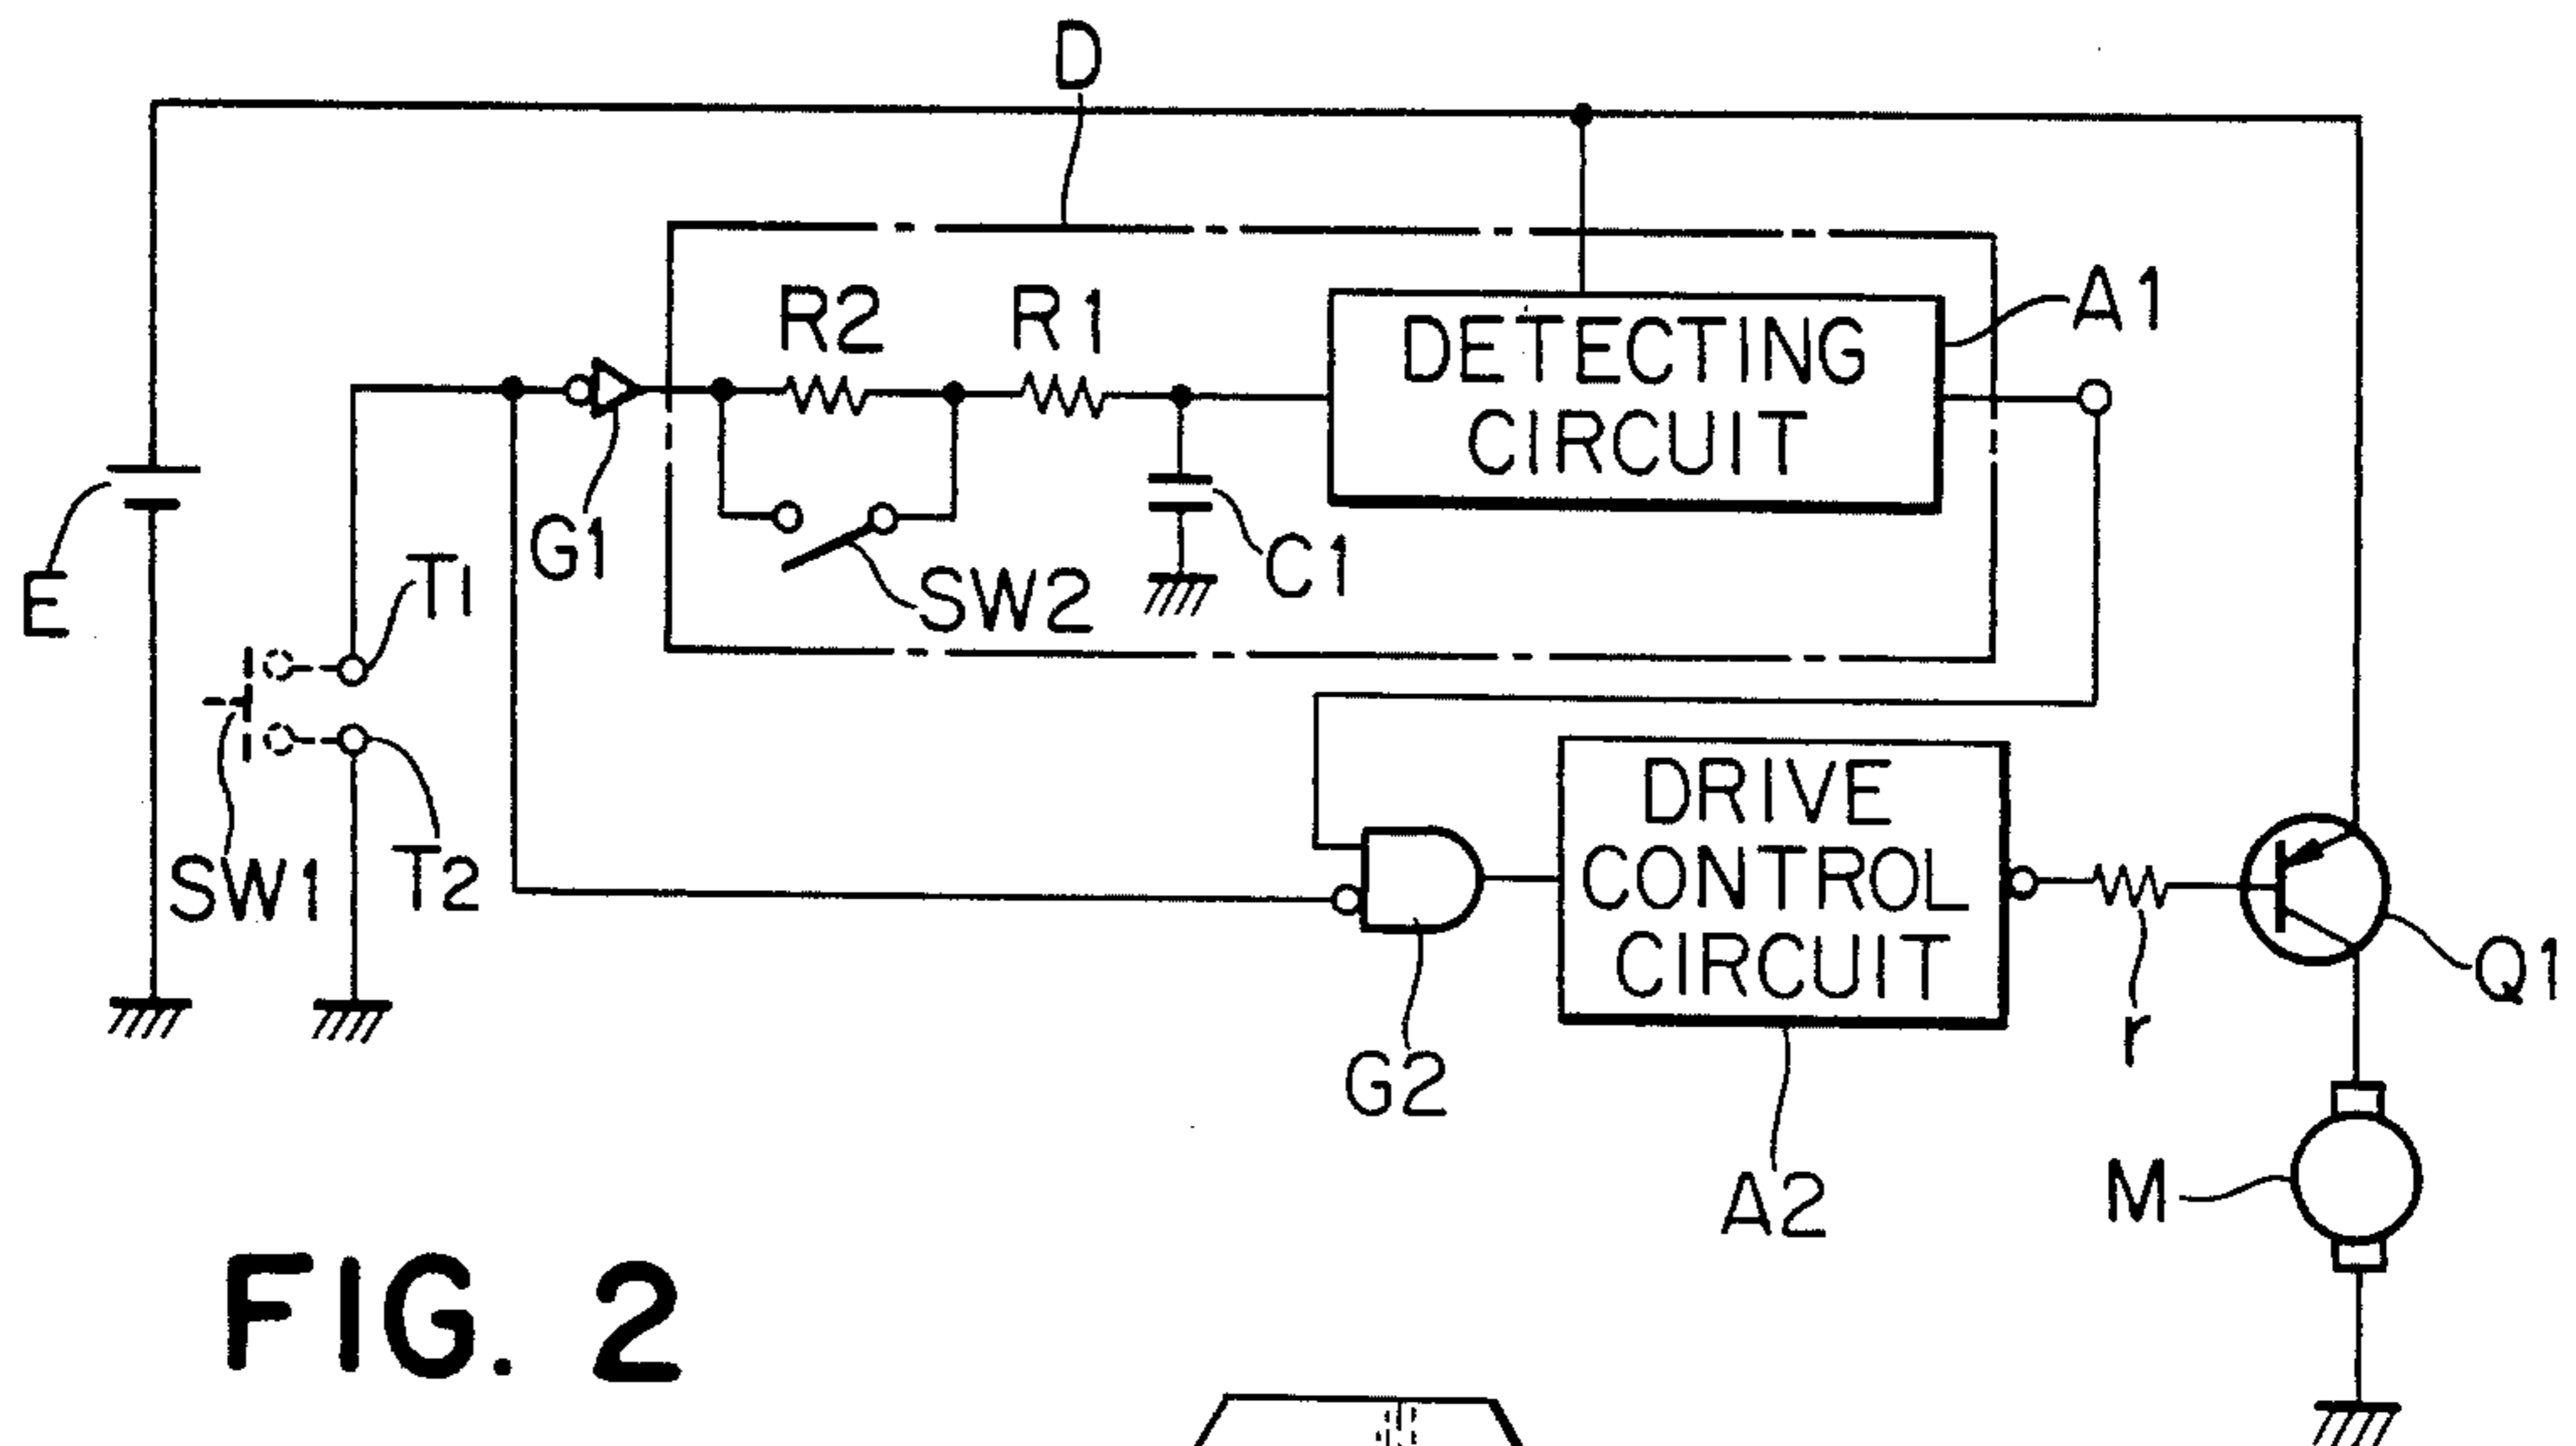 D
A1
R2
R1
DETECTING
CIRCUIT
E
G1
T1
SW2
C1
SW1
T2
DRIVE
CONTROL
CIRCUIT
Q1
r
G2
A2
M
FIG. 2